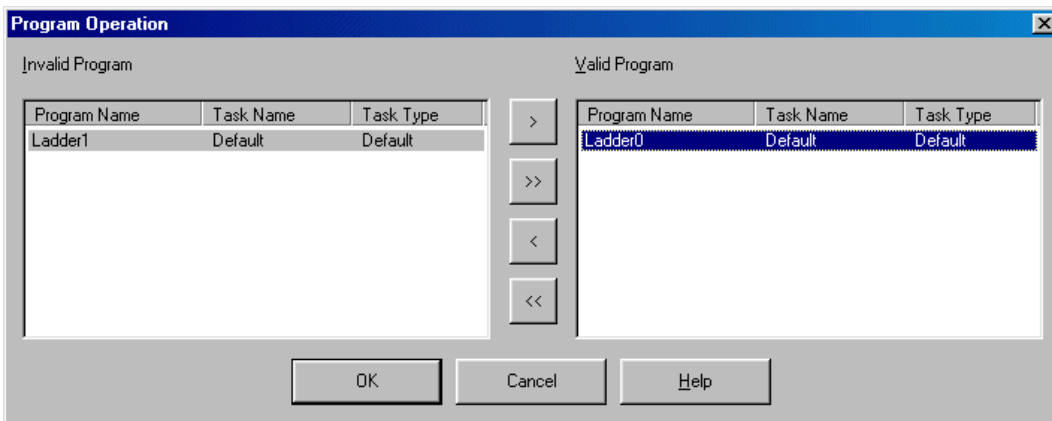 Program Operation
Invalid Program
Valid Program
Program Name Task Name Task Type
Ladder1 Default Default
>
>>
<
<<
Program Name Task Name Task Type
Ladder0 Default Default
OK Cancel Help